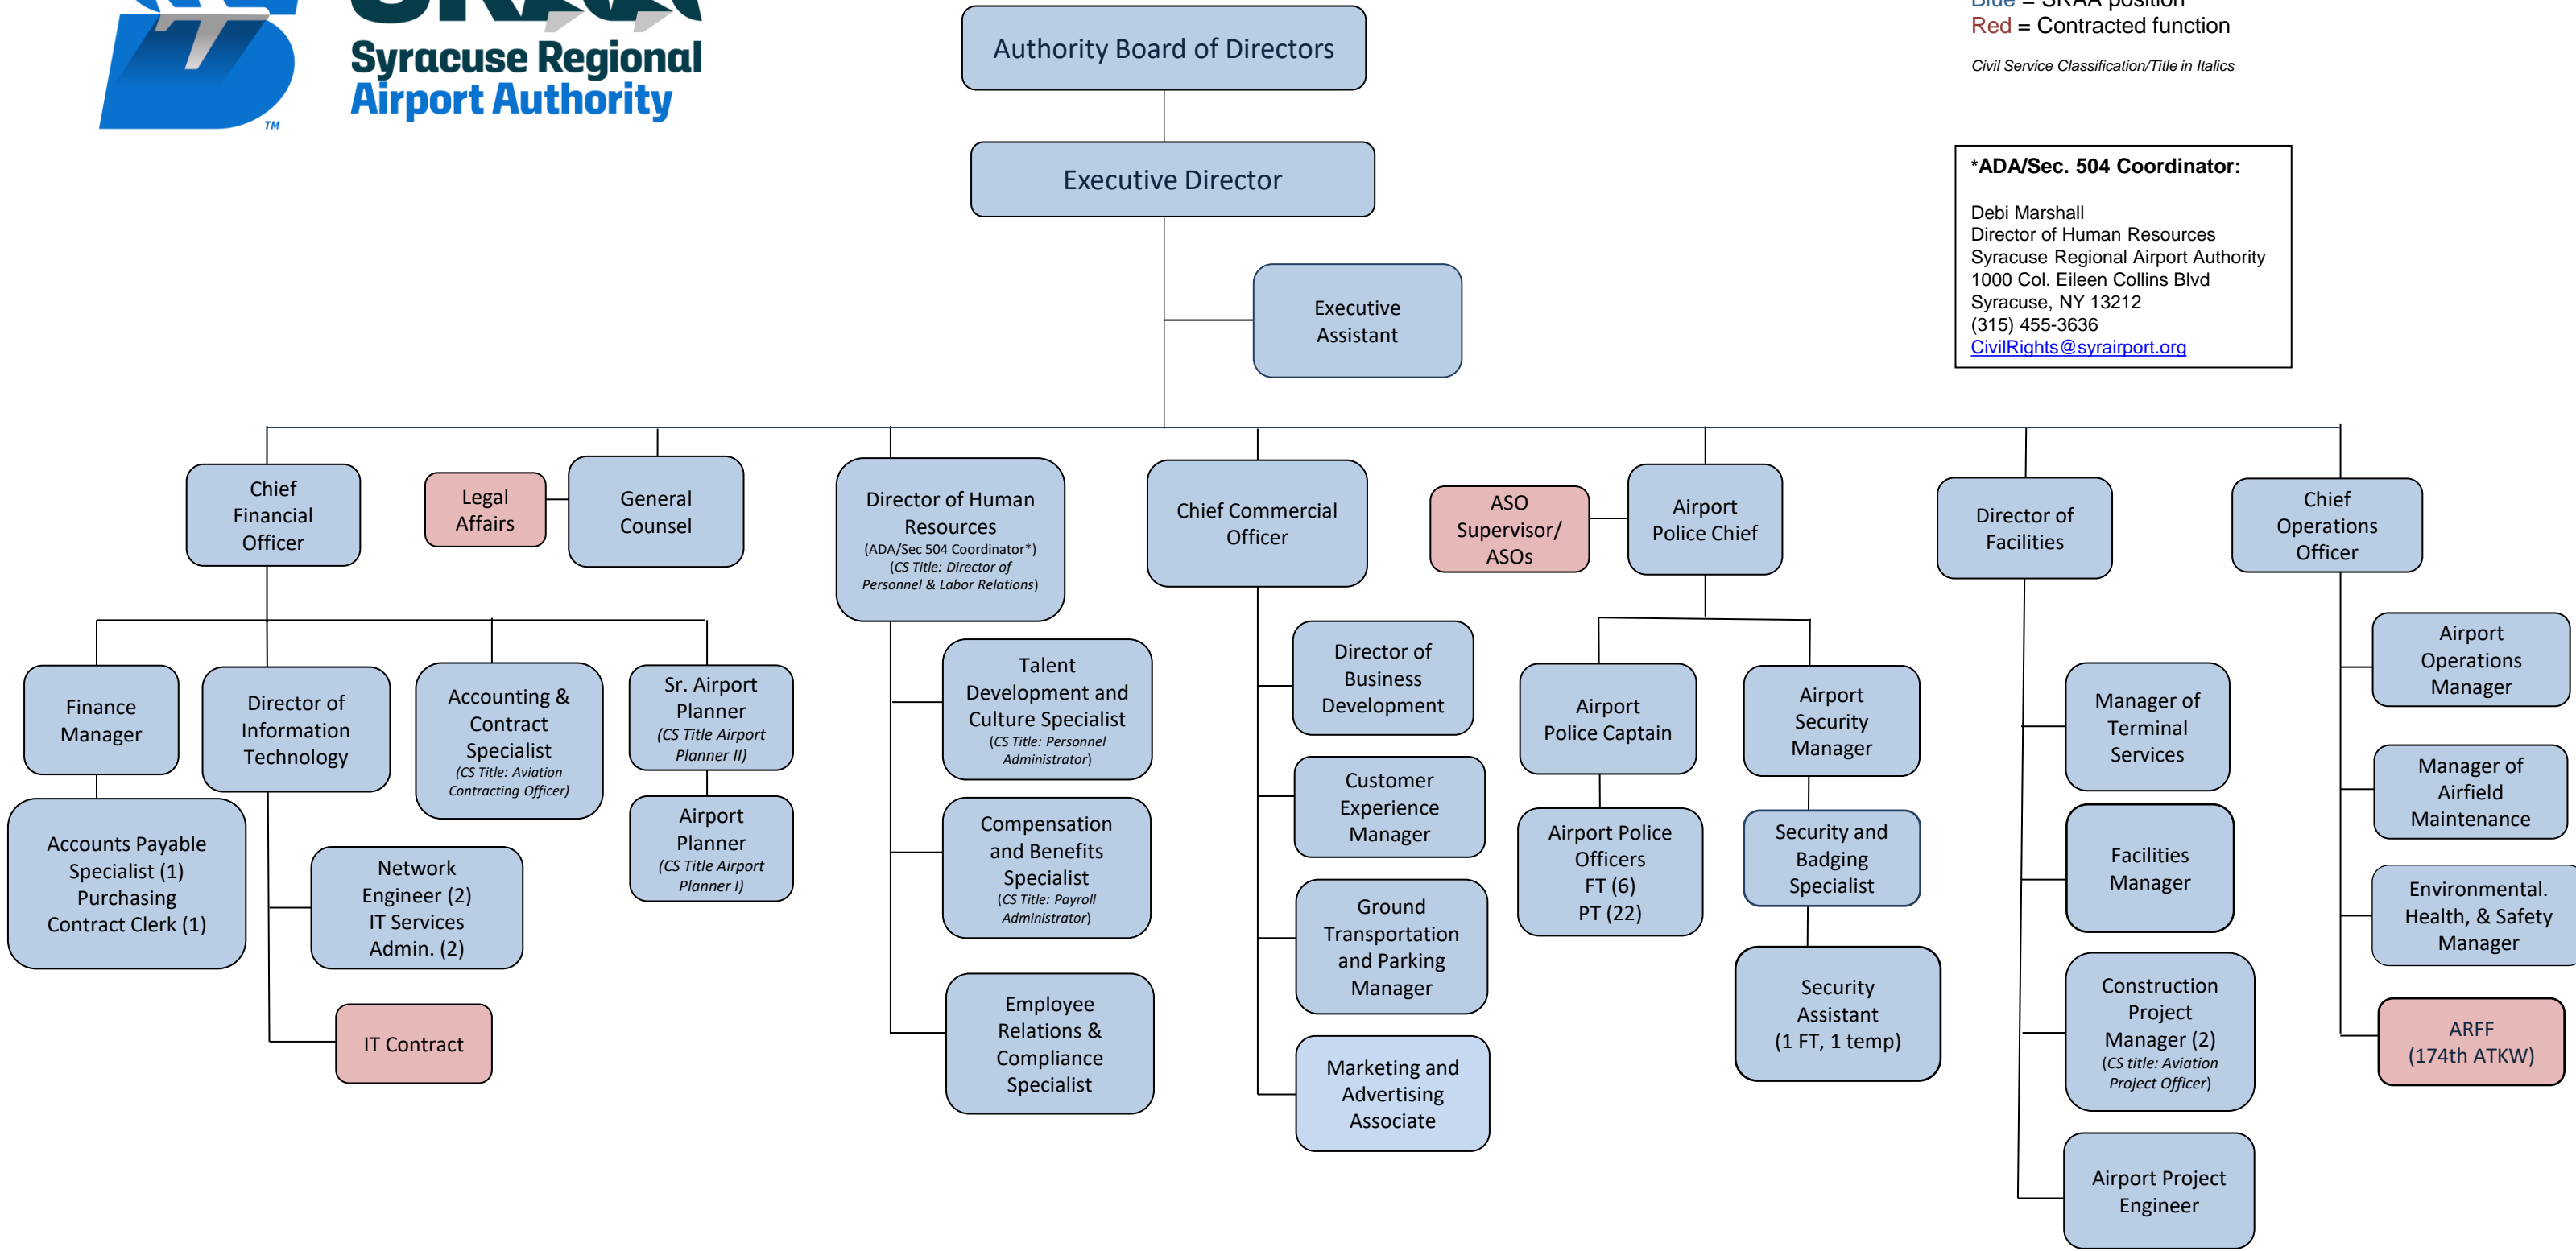 Syracuse Regional
Airport Authority
TM
Blue = SRAA position
Red = Contracted function
Civil Service Classification/Title in Italics
*ADA/Sec. 504 Coordinator:
Debi Marshall
Director of Human Resources
Syracuse Regional Airport Authority
1000 Col. Eileen Collins Blvd
Syracuse, NY 13212
(315) 455-3636
CivilRights@syrairport.org
Authority Board of Directors
Executive Director
Executive
Assistant
Chief
Financial
Officer
Legal
Affairs
General
Counsel
Director of Human
Resources
(ADA/Sec 504 Coordinator*)
(CS Title: Director of
Personnel & Labor Relations)
Chief Commercial
Officer
ASO
Supervisor/
ASOs
Airport
Police Chief
Director of
Facilities
Chief
Operations
Officer
Finance
Manager
Accounts Payable
Specialist (1)
Purchasing
Contract Clerk (1)
Director of
Information
Technology
Network
Engineer (2)
IT Services
Admin. (2)
IT Contract
Accounting &
Contract
Specialist
(CS Title: Aviation
Contracting Officer)
Sr. Airport
Planner
(CS Title Airport
Planner II)
Airport
Planner
(CS Title Airport
Planner I)
Talent
Development and
Culture Specialist
(CS Title: Personnel
Administrator)
Compensation
and Benefits
Specialist
(CS Title: Payroll
Administrator)
Employee
Relations &
Compliance
Specialist
Director of
Business
Development
Customer
Experience
Manager
Ground
Transportation
and Parking
Manager
Marketing and
Advertising
Associate
Airport
Police Captain
Airport Police
Officers
FT (6)
PT (22)
Airport
Security
Manager
Security and
Badging
Specialist
Security
Assistant
(1 FT, 1 temp)
Manager of
Terminal
Services
Facilities
Manager
Construction
Project
Manager (2)
(CS title: Aviation
Project Officer)
Airport Project
Engineer
Airport
Operations
Manager
Manager of
Airfield
Maintenance
Environmental.
Health, & Safety
Manager
ARFF
(174th ATKW)